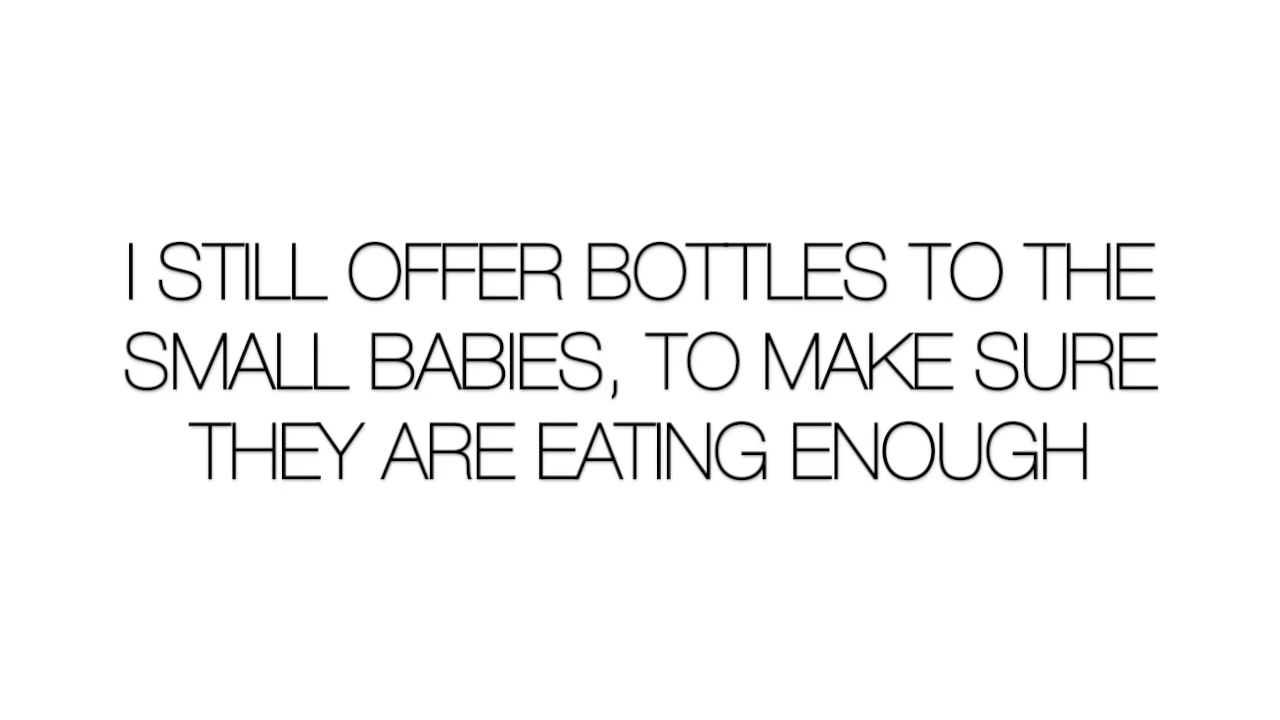 I STILL OFFER BOTTLES TO THE
SMALL BABIES, TO MAKE SURE
THEY ARE EATING ENOUGH